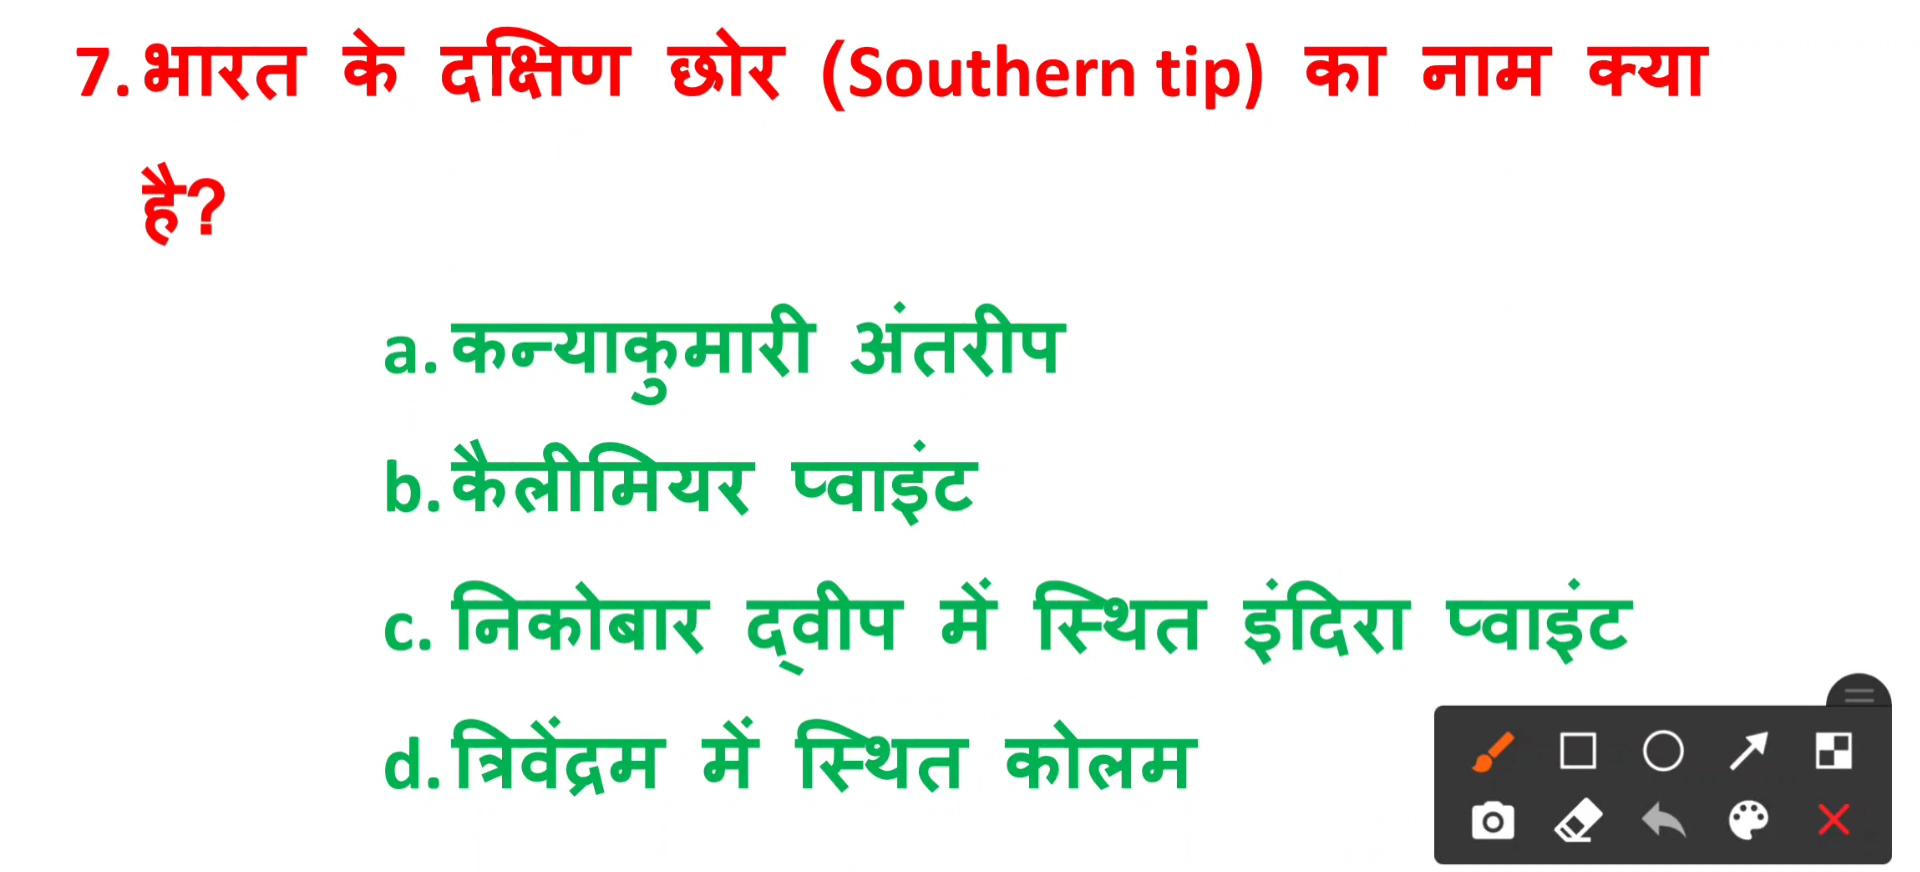 7. भारत के दक्षिण छोर (Southern tip) का नाम क्या
है?
a. कन्याकुमारी अंतरीप
b. कैलीमियर प्वाइंट
c. निकोबार द्वीप में स्थित इंदिरा प्वाइंट
d. त्रिवेंद्रम में स्थित कोलम